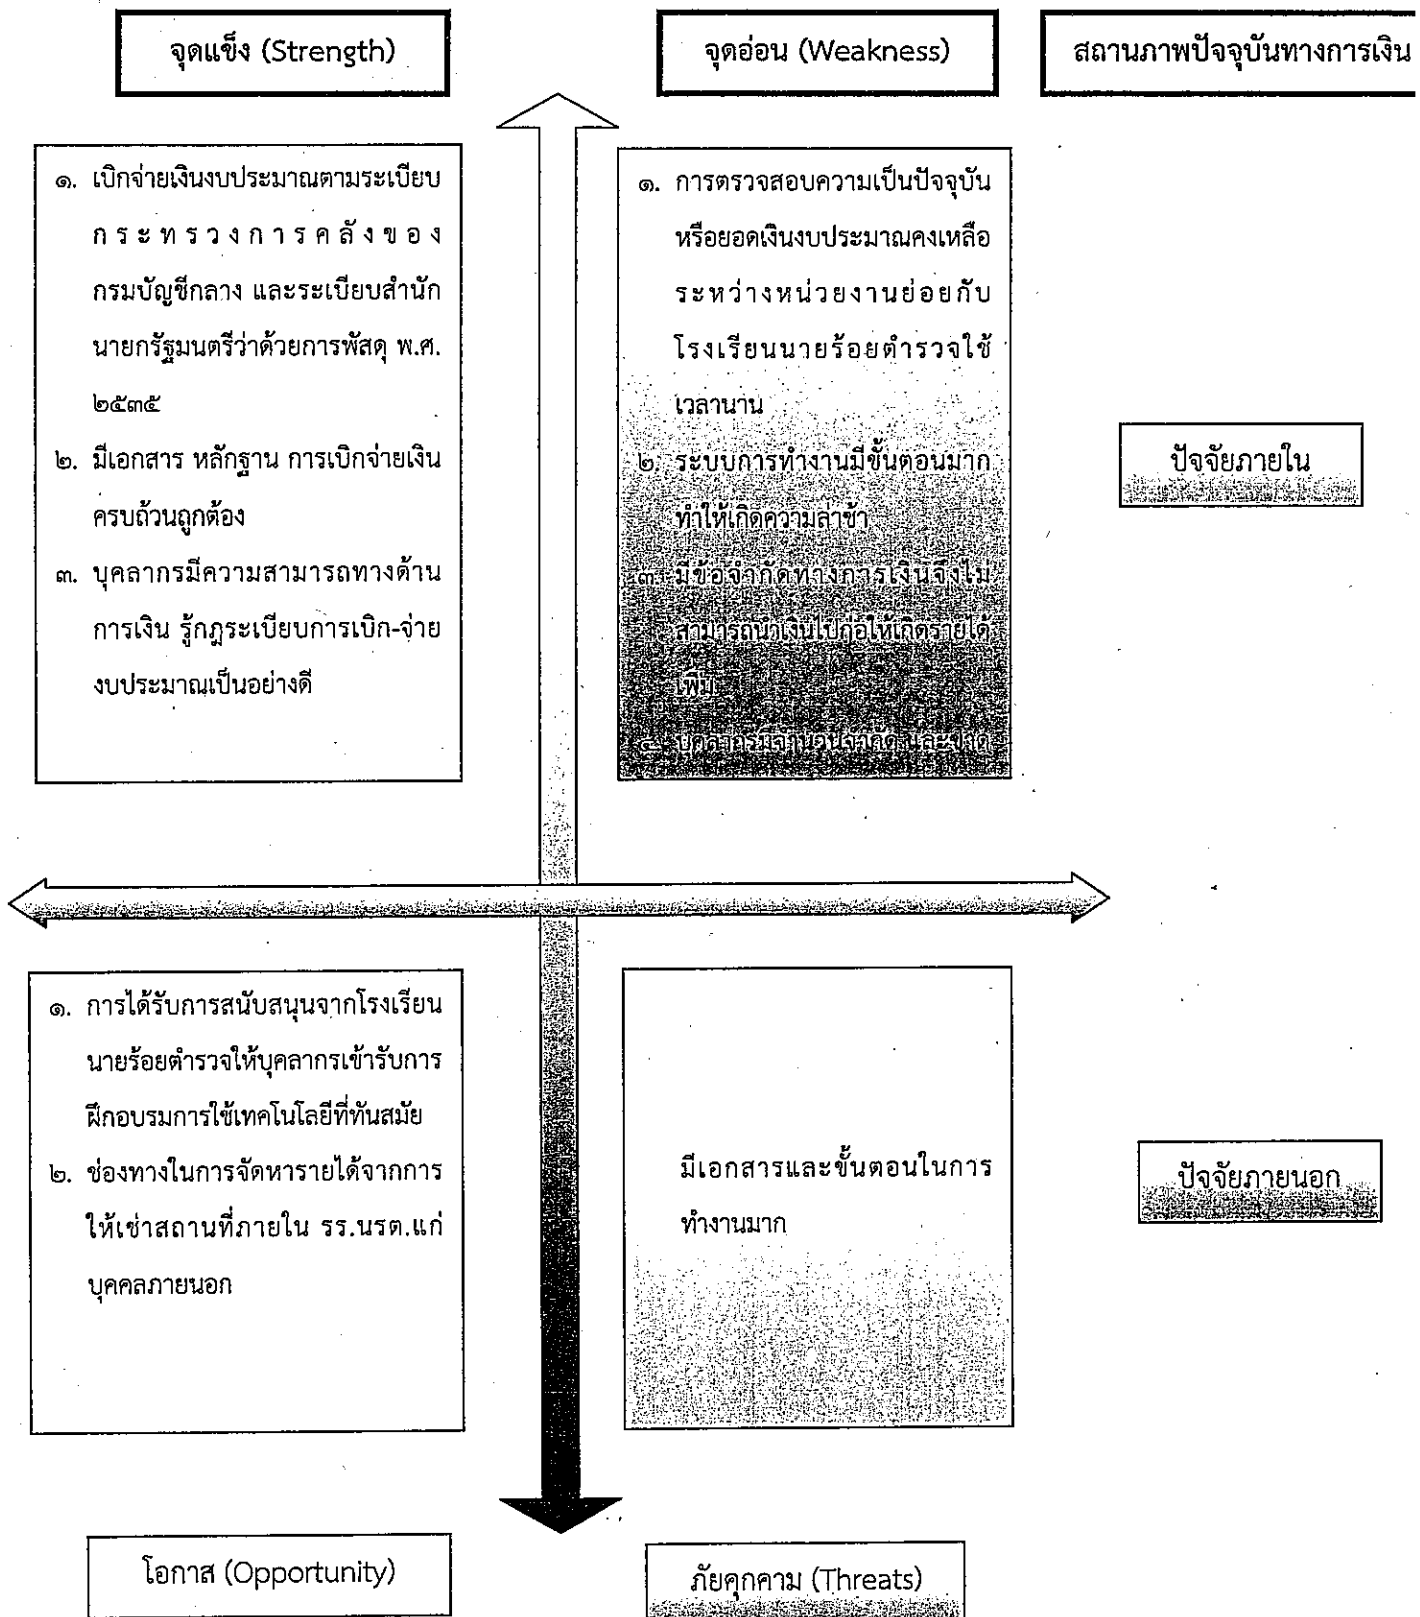 จุดแข็ง (Strength)
จุดอ่อน (Weakness)
สถานภาพปัจจุบันทางการเงิน
๑. เบิกจ่ายเงินงบประมาณตามระเบียบ
กระทรวงการคลังของ
กรมบัญชีกลาง และระเบียบสำนัก
นายกรัฐมนตรีว่าด้วยการพัสดุ พ.ศ.
๒๕๓๕
๒. มีเอกสาร หลักฐาน การเบิกจ่ายเงิน
ครบถ้วนถูกต้อง
๓. บุคลากรมีความสามารถทางด้าน
การเงิน รู้กฎระเบียบการเบิก-จ่าย
งบประมาณเป็นอย่างดี
๑. การตรวจสอบความเป็นปัจจุบัน
หรือยอดเงินงบประมาณคงเหลือ
ระหว่างหน่วยงานย่อยกับ
โรงเรียนนายร้อยตำรวจใช้
เวลานาน
๒. ระบบการทำงานมีขั้นตอนมาก
ทำให้เกิดความล่าช้า
๓. มีข้อจำกัดทางการเงินจึงไม่
สามารถนำเงินไปก่อให้เกิดรายได้
เพิ่ม
๔. บุคลากรมีจำนวนจำกัด และขาด
ปัจจัยภายใน
๑. การได้รับการสนับสนุนจากโรงเรียน
นายร้อยตำรวจให้บุคลากรเข้ารับการ
ฝึกอบรมการใช้เทคโนโลยีที่ทันสมัย
๒. ช่องทางในการจัดหารายได้จากการ
ให้เช่าสถานที่ภายใน รร.นรต.แก่
บุคคลภายนอก
มีเอกสารและขั้นตอนในการ
ทำงานมาก
ปัจจัยภายนอก
โอกาส (Opportunity)
ภัยคุกคาม (Threats)